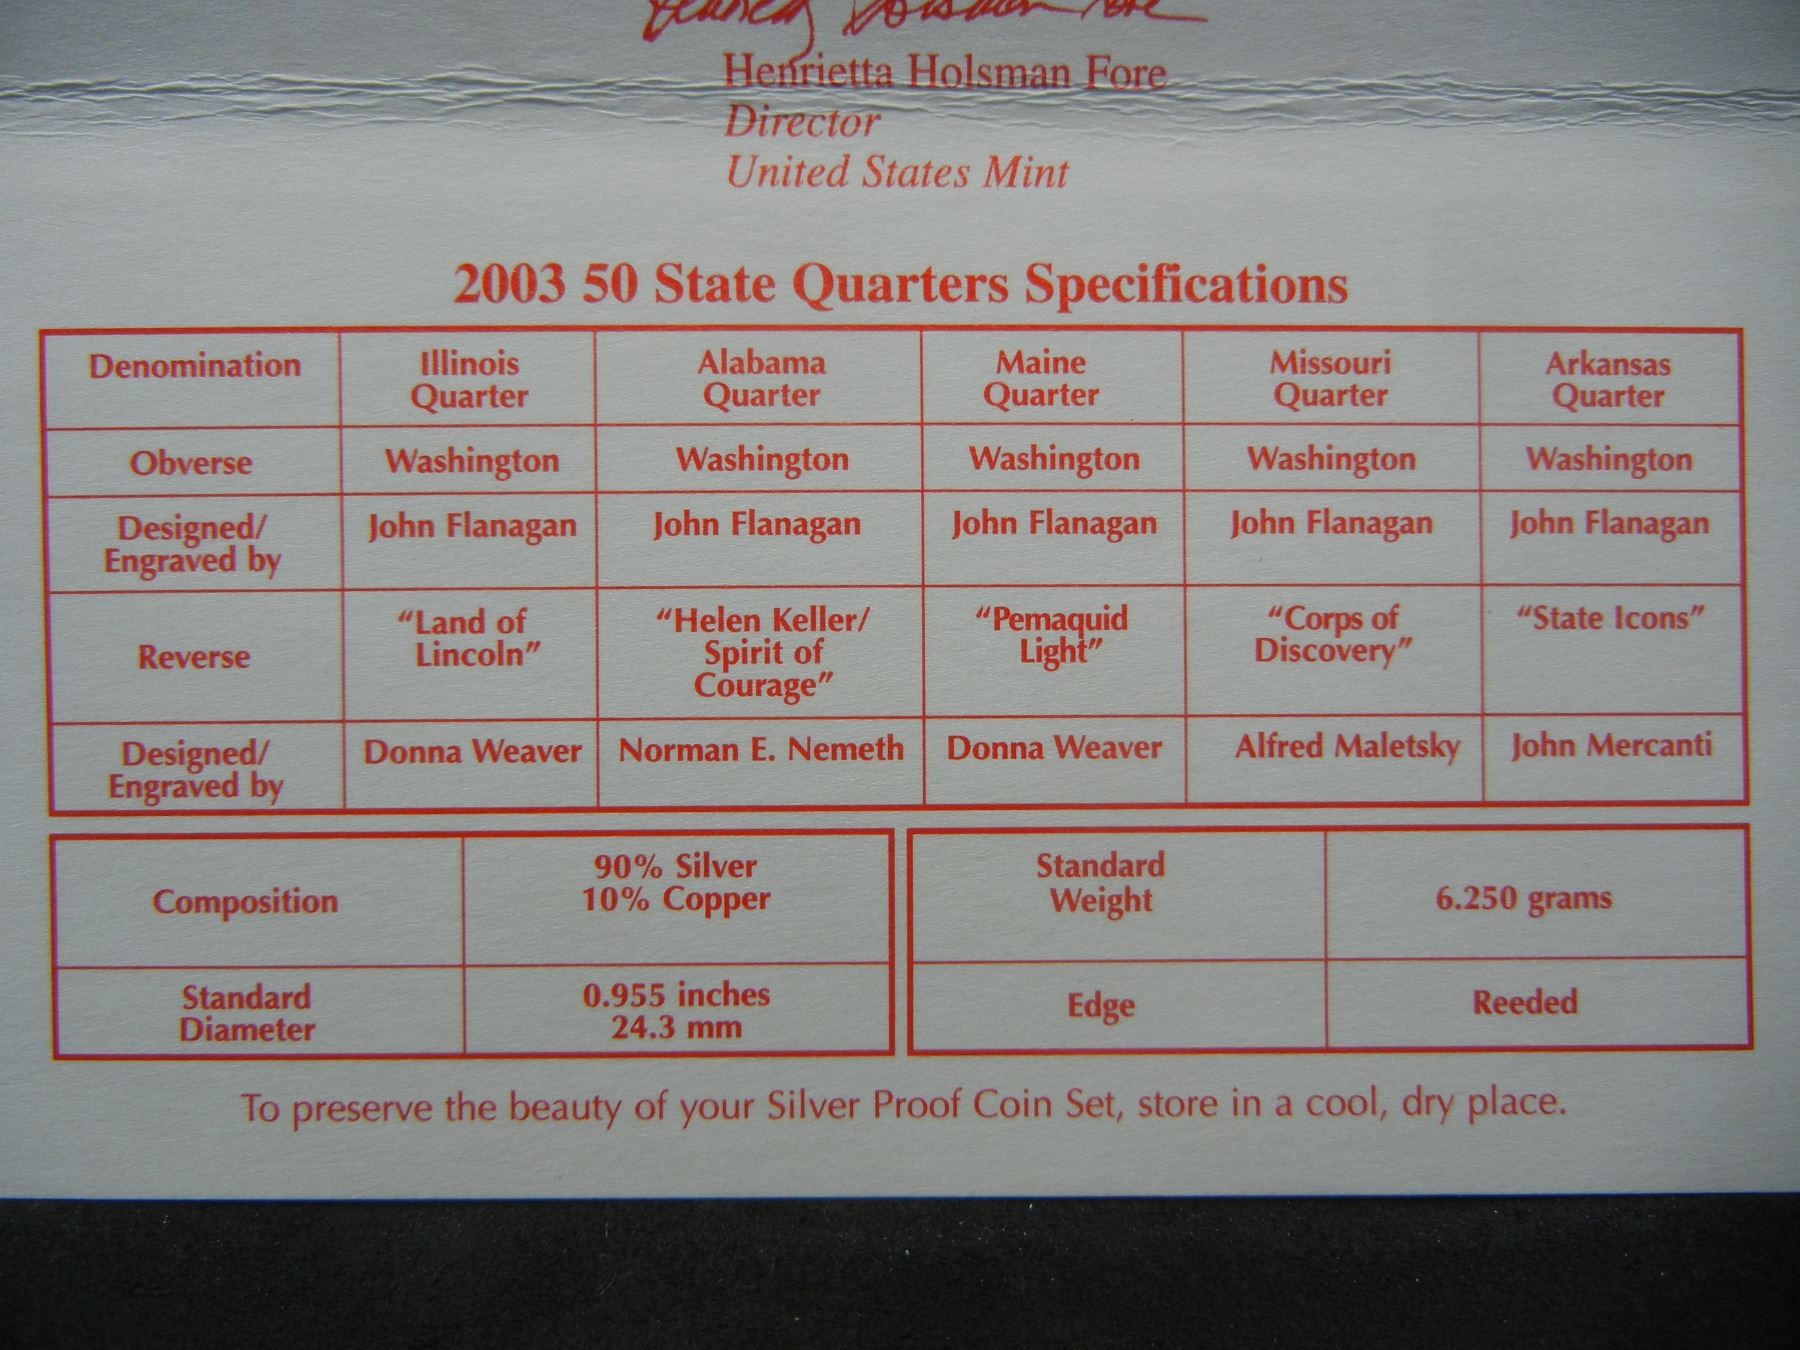 Henrietta Holsman Fore
Henrietta Holsman Fore
Director
United States Mint
2003 50 State Quarters Specifications
Denomination
Illinois
Quarter
Alabama
Quarter
Maine
Quarter
Missouri
Quarter
Arkansas
Quarter
Obverse
Washington
Washington
Washington
Washington
Washington
Designed/
Engraved by
John Flanagan
John Flanagan
John Flanagan
John Flanagan
John Flanagan
Reverse
“Land of
Lincoln”
“Helen Keller/
Spirit of
Courage”
“Pemaquid
Light”
“Corps of
Discovery”
“State Icons”
Designed/
Engraved by
Donna Weaver
Norman E. Nemeth
Donna Weaver
Alfred Maletsky
John Mercanti
Composition
90% Silver
10% Copper
Standard
Diameter
0.955 inches
24.3 mm
Standard
Weight
6.250 grams
Edge
Reeded
To preserve the beauty of your Silver Proof Coin Set, store in a cool, dry place.